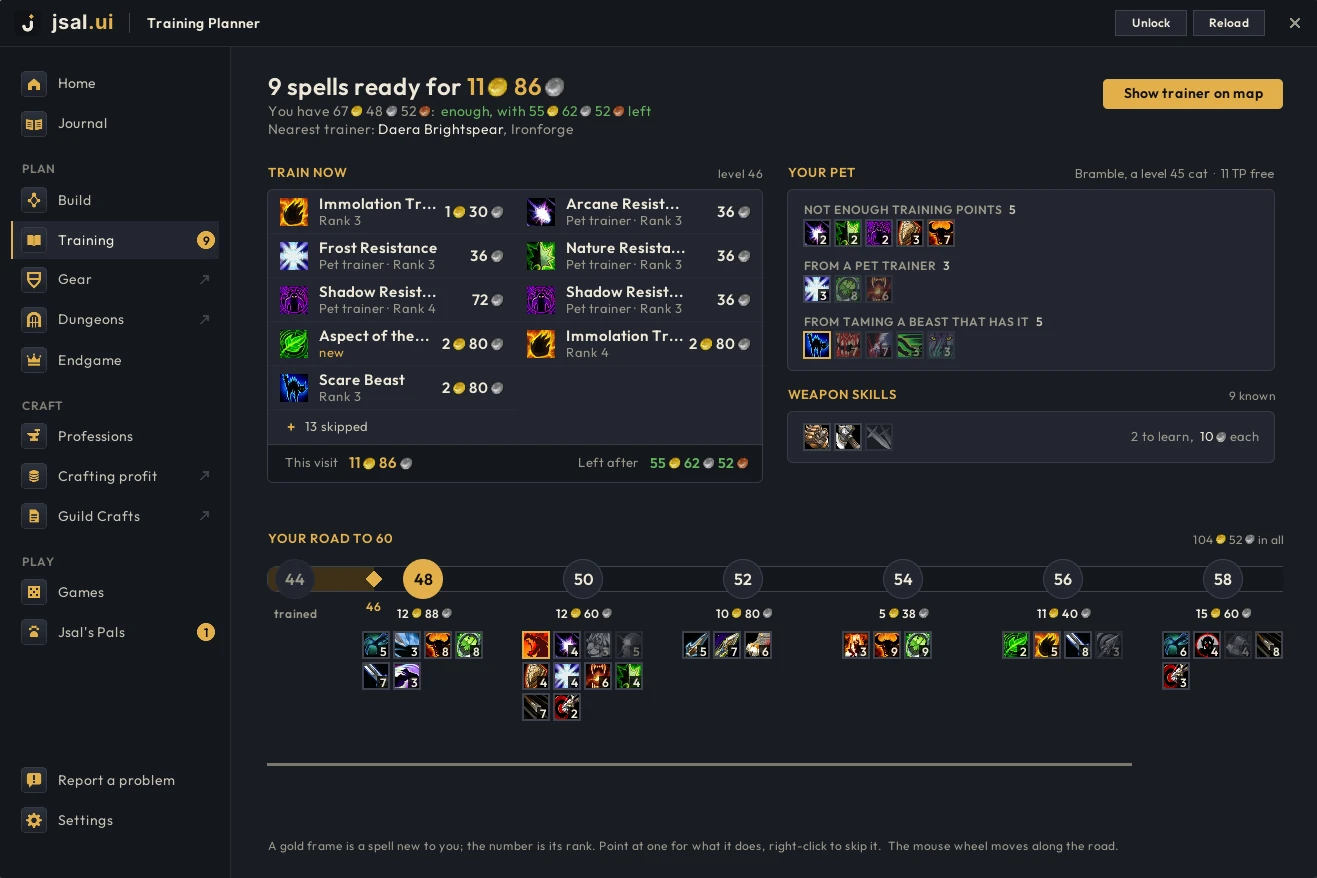 jsal.ui
Training Planner
Unlock
Reload
Home
Journal
PLAN
Build
Training
9
Gear
Dungeons
Endgame
CRAFT
Professions
Crafting profit
Guild Crafts
PLAY
Games
Jsal's Pals
1
Report a problem
Settings
9 spells ready for 11 86
You have 67 48 52: enough, with 55 62 52 left
Nearest trainer: Daera Brightspear, Ironforge
Show trainer on map
TRAIN NOW
level 46
Immolation Tr... 1 30
Rank 3
Arcane Resist... 36
Pet trainer · Rank 3
Frost Resistance 36
Pet trainer · Rank 3
Nature Resista... 36
Pet trainer · Rank 3
Shadow Resist... 72
Pet trainer · Rank 4
Shadow Resist... 36
Pet trainer · Rank 3
Aspect of the... 2 80
new
Immolation Tr... 2 80
Rank 4
Scare Beast 2 80
Rank 3
+ 13 skipped
This visit 11 86
Left after 55 62 52
YOUR PET
Bramble, a level 45 cat · 11 TP free
NOT ENOUGH TRAINING POINTS 5
2 2 2 3 7
FROM A PET TRAINER 3
3 8 6
FROM TAMING A BEAST THAT HAS IT 5
7 7 3 3
WEAPON SKILLS
9 known
2 to learn, 10 each
YOUR ROAD TO 60
104 52 in all
44 48 50 52 54 56 58
trained
46
12 88
12 60
10 80
5 38
11 40
15 60
5 3 8 8
4 5
5 7 6
3 9 9
2 5 8 3
6 4 4 8
7 3
4 4 6 4
3
7 2
A gold frame is a spell new to you; the number is its rank. Point at one for what it does, right-click to skip it. The mouse wheel moves along the road.